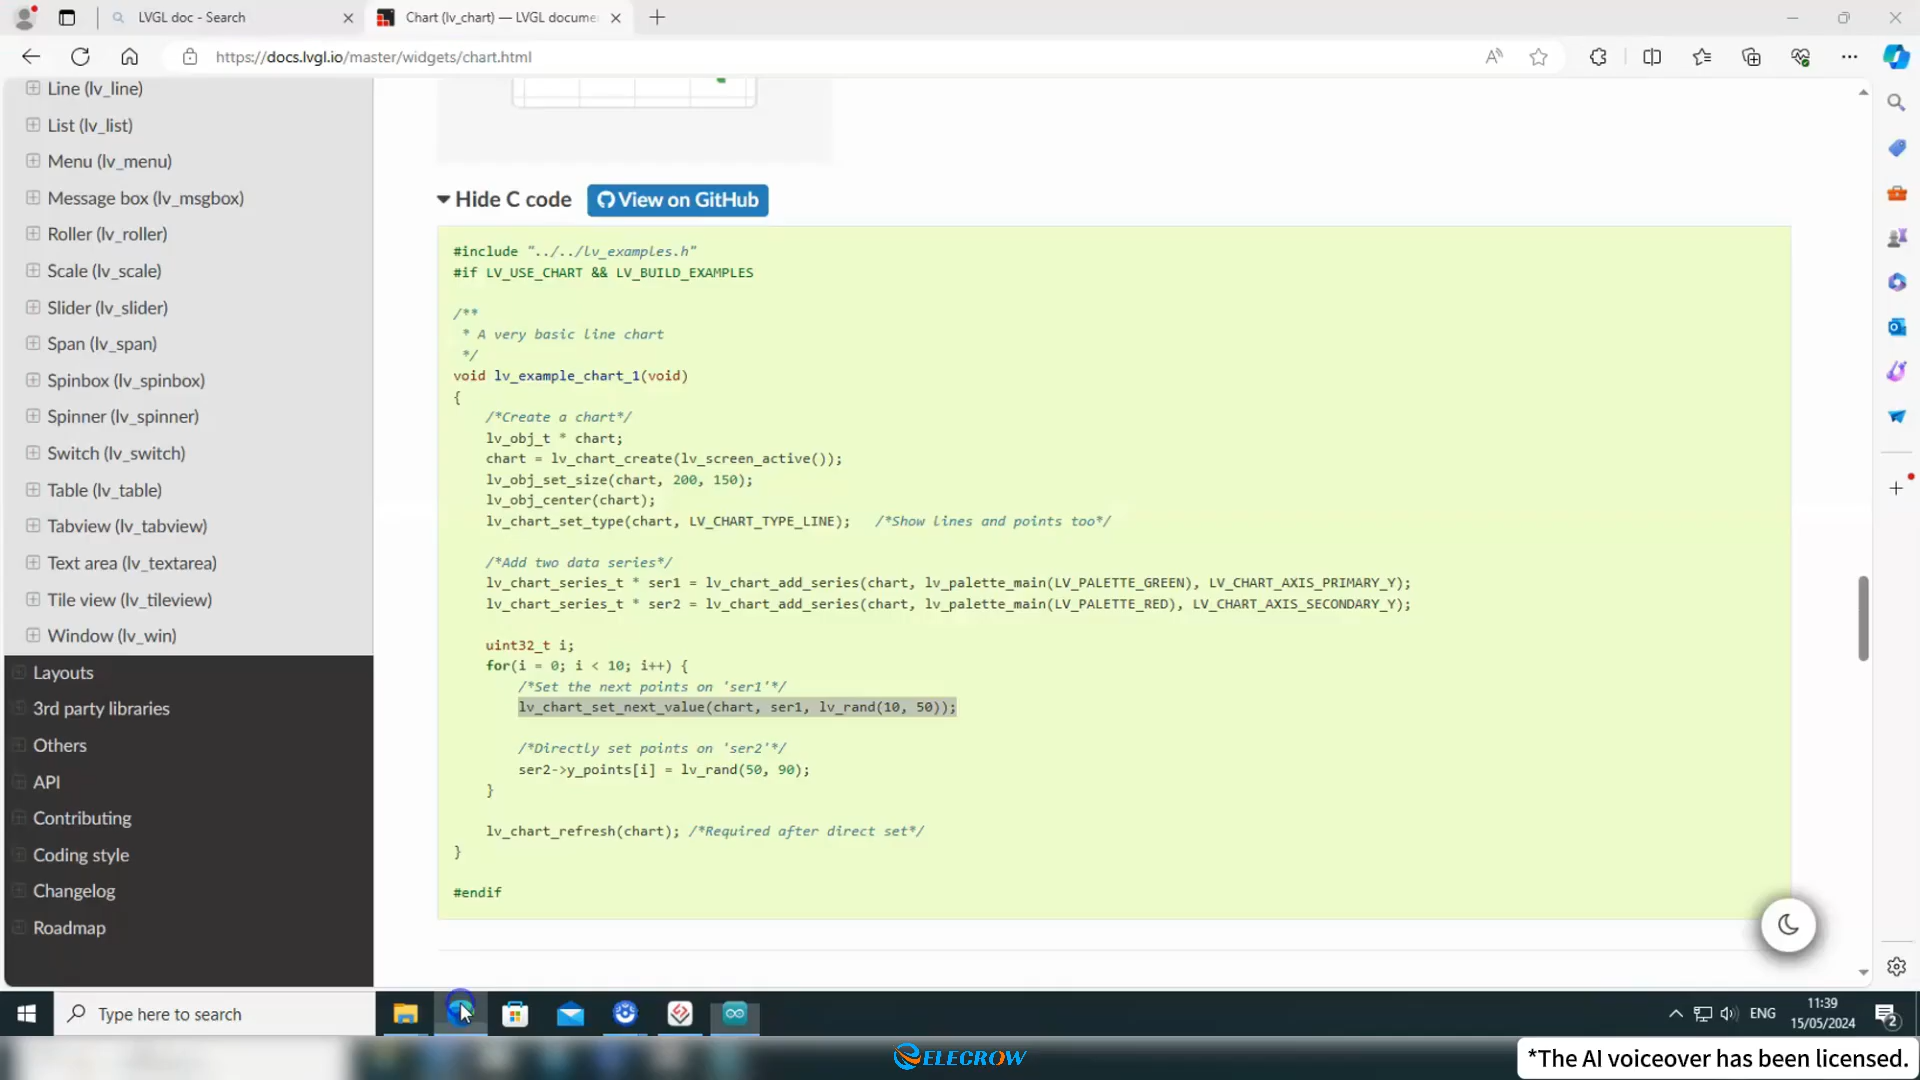 LVGL doc - Search
Chart (lv_chart) — LVGL docume
https://docs.lvgl.io/master/widgets/chart.html
Line (lv_line)
List (lv_list)
Menu (lv_menu)
Message box (lv_msgbox)
Roller (lv_roller)
Scale (lv_scale)
Slider (lv_slider)
Span (lv_span)
Spinbox (lv_spinbox)
Spinner (lv_spinner)
Switch (lv_switch)
Table (lv_table)
Tabview (lv_tabview)
Text area (lv_textarea)
Tile view (lv_tileview)
Window (lv_win)
Layouts
3rd party libraries
Others
API
Contributing
Coding style
Changelog
Roadmap
Hide C code
View on GitHub
#include "../../lv_examples.h"
#if LV_USE_CHART && LV_BUILD_EXAMPLES
/**
* A very basic line chart
*/
void lv_example_chart_1(void)
{
/*Create a chart*/
lv_obj_t * chart;
chart = lv_chart_create(lv_screen_active());
lv_obj_set_size(chart, 200, 150);
lv_obj_center(chart);
lv_chart_set_type(chart, LV_CHART_TYPE_LINE);   /*Show lines and points too*/
/*Add two data series*/
lv_chart_series_t * ser1 = lv_chart_add_series(chart, lv_palette_main(LV_PALETTE_GREEN), LV_CHART_AXIS_PRIMARY_Y);
lv_chart_series_t * ser2 = lv_chart_add_series(chart, lv_palette_main(LV_PALETTE_RED), LV_CHART_AXIS_SECONDARY_Y);
uint32_t i;
for(i = 0; i < 10; i++) {
/*Set the next points on 'ser1'*/
lv_chart_set_next_value(chart, ser1, lv_rand(10, 50));
/*Directly set points on 'ser2'*/
ser2->y_points[i] = lv_rand(50, 90);
}
lv_chart_refresh(chart); /*Required after direct set*/
}
#endif
Type here to search
ENG
11:39
15/05/2024
2
ELECROW
*The AI voiceover has been licensed.